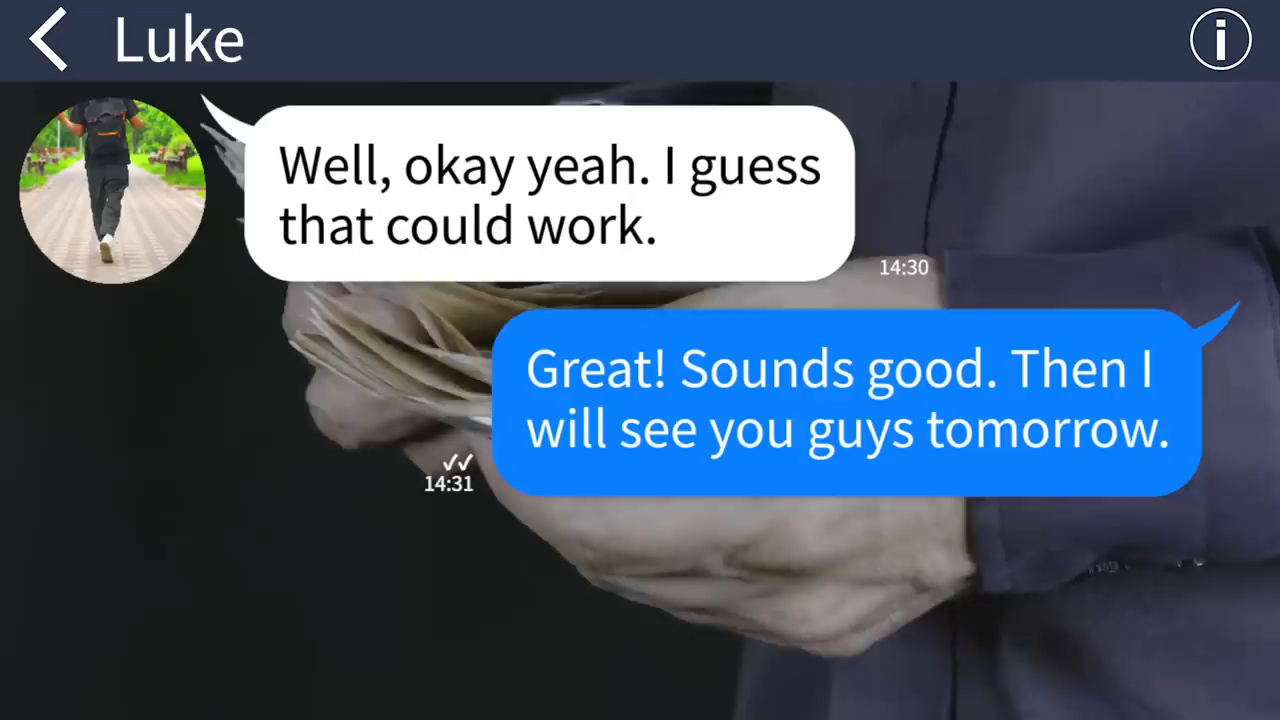 Luke
Well, okay yeah. I guess
that could work.
14:30
Great! Sounds good. Then I
will see you guys tomorrow.
14:31